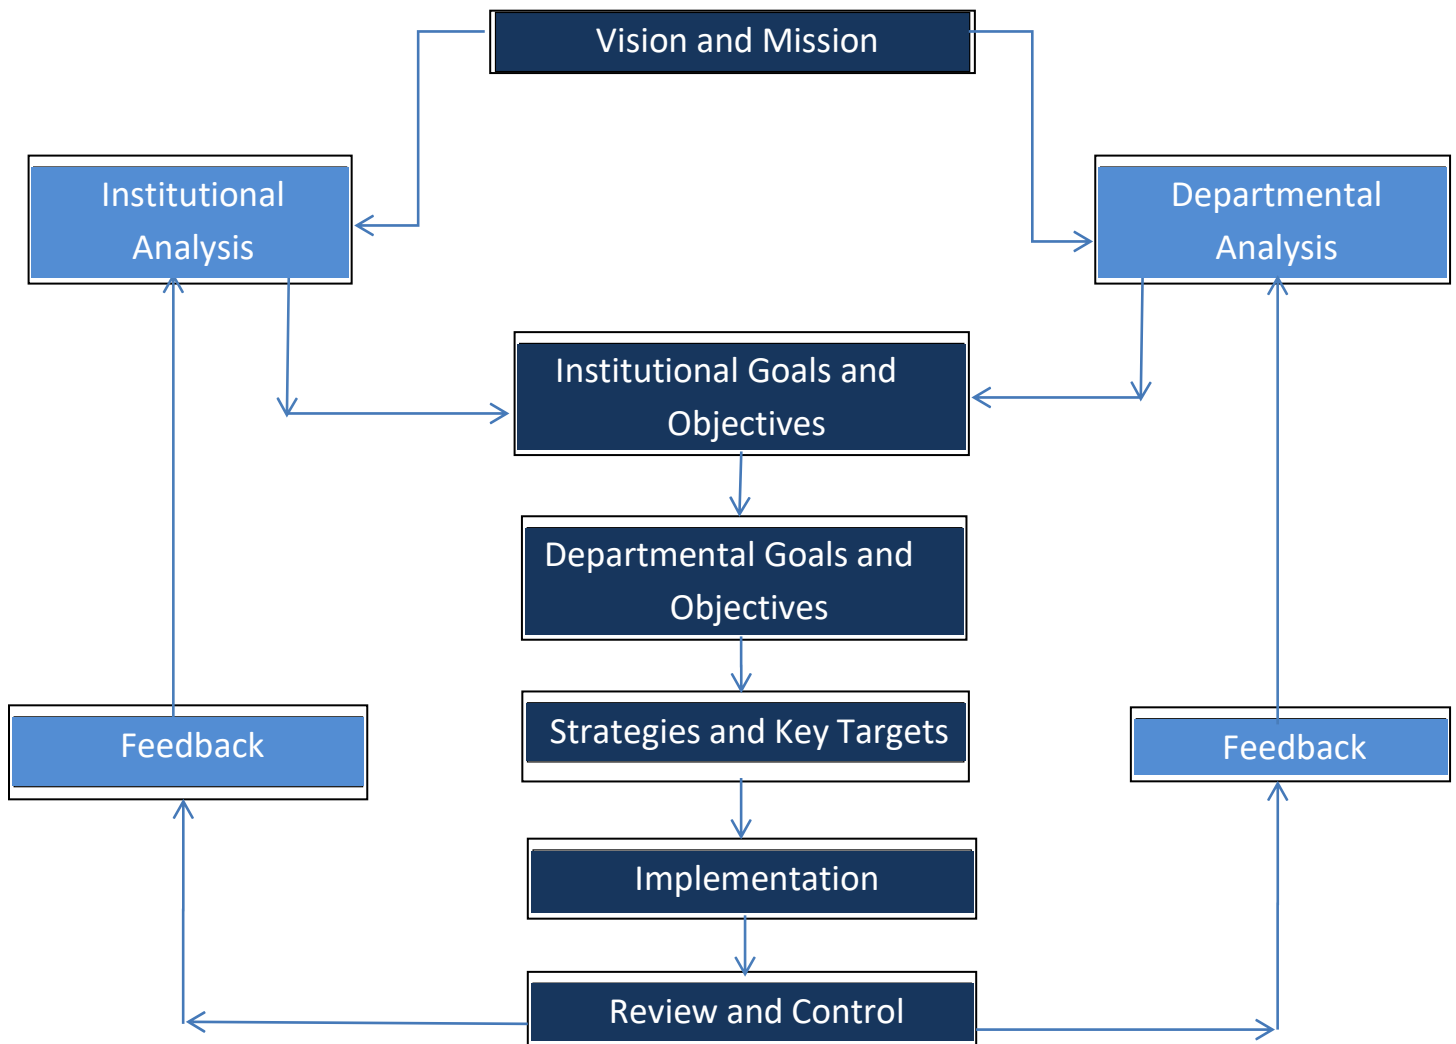 Vision and Mission
Institutional
Analysis
Departmental
Analysis
Institutional Goals and
Objectives
Departmental Goals and
Objectives
Strategies and Key Targets
Feedback
Feedback
Implementation
Review and Control